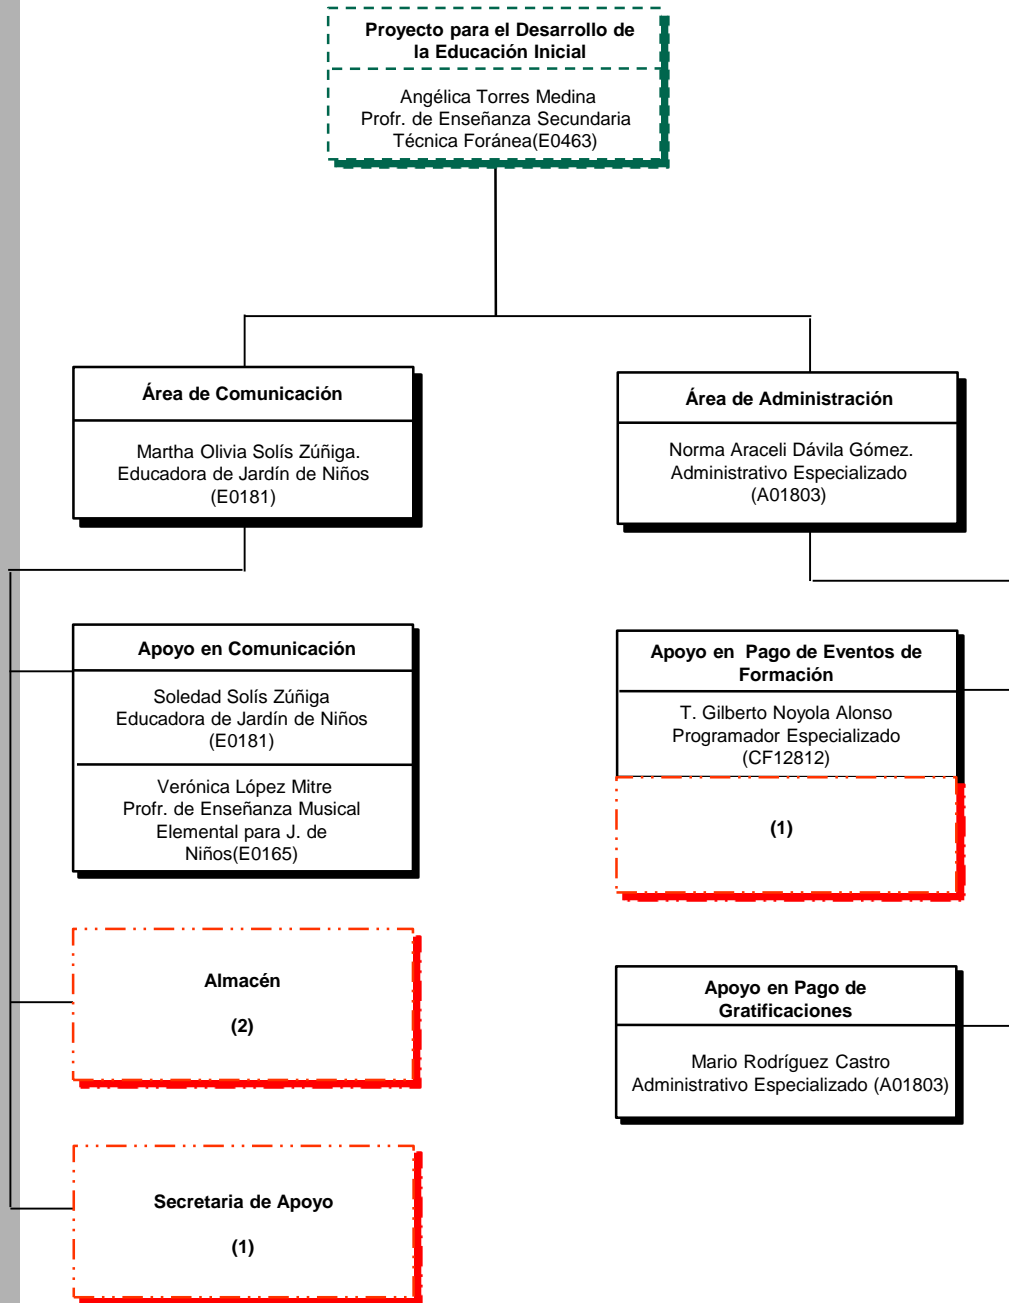 Proyecto para el Desarrollo de
la Educación Inicial
Angélica Torres Medina
Profr. de Enseñanza Secundaria
Técnica Foránea(E0463)
Área de Comunicación
Martha Olivia Solís Zúñiga.
Educadora de Jardín de Niños
(E0181)
Área de Administración
Norma Araceli Dávila Gómez.
Administrativo Especializado
(A01803)
Apoyo en Comunicación
Soledad Solís Zúñiga
Educadora de Jardín de Niños
(E0181)
Verónica López Mitre
Profr. de Enseñanza Musical
Elemental para J. de
Niños(E0165)
Apoyo en  Pago de Eventos de
Formación
T. Gilberto Noyola Alonso
Programador Especializado
(CF12812)
(1)
Almacén
(2)
Apoyo en Pago de
Gratificaciones
Mario Rodríguez Castro
Administrativo Especializado (A01803)
Secretaria de Apoyo
(1)